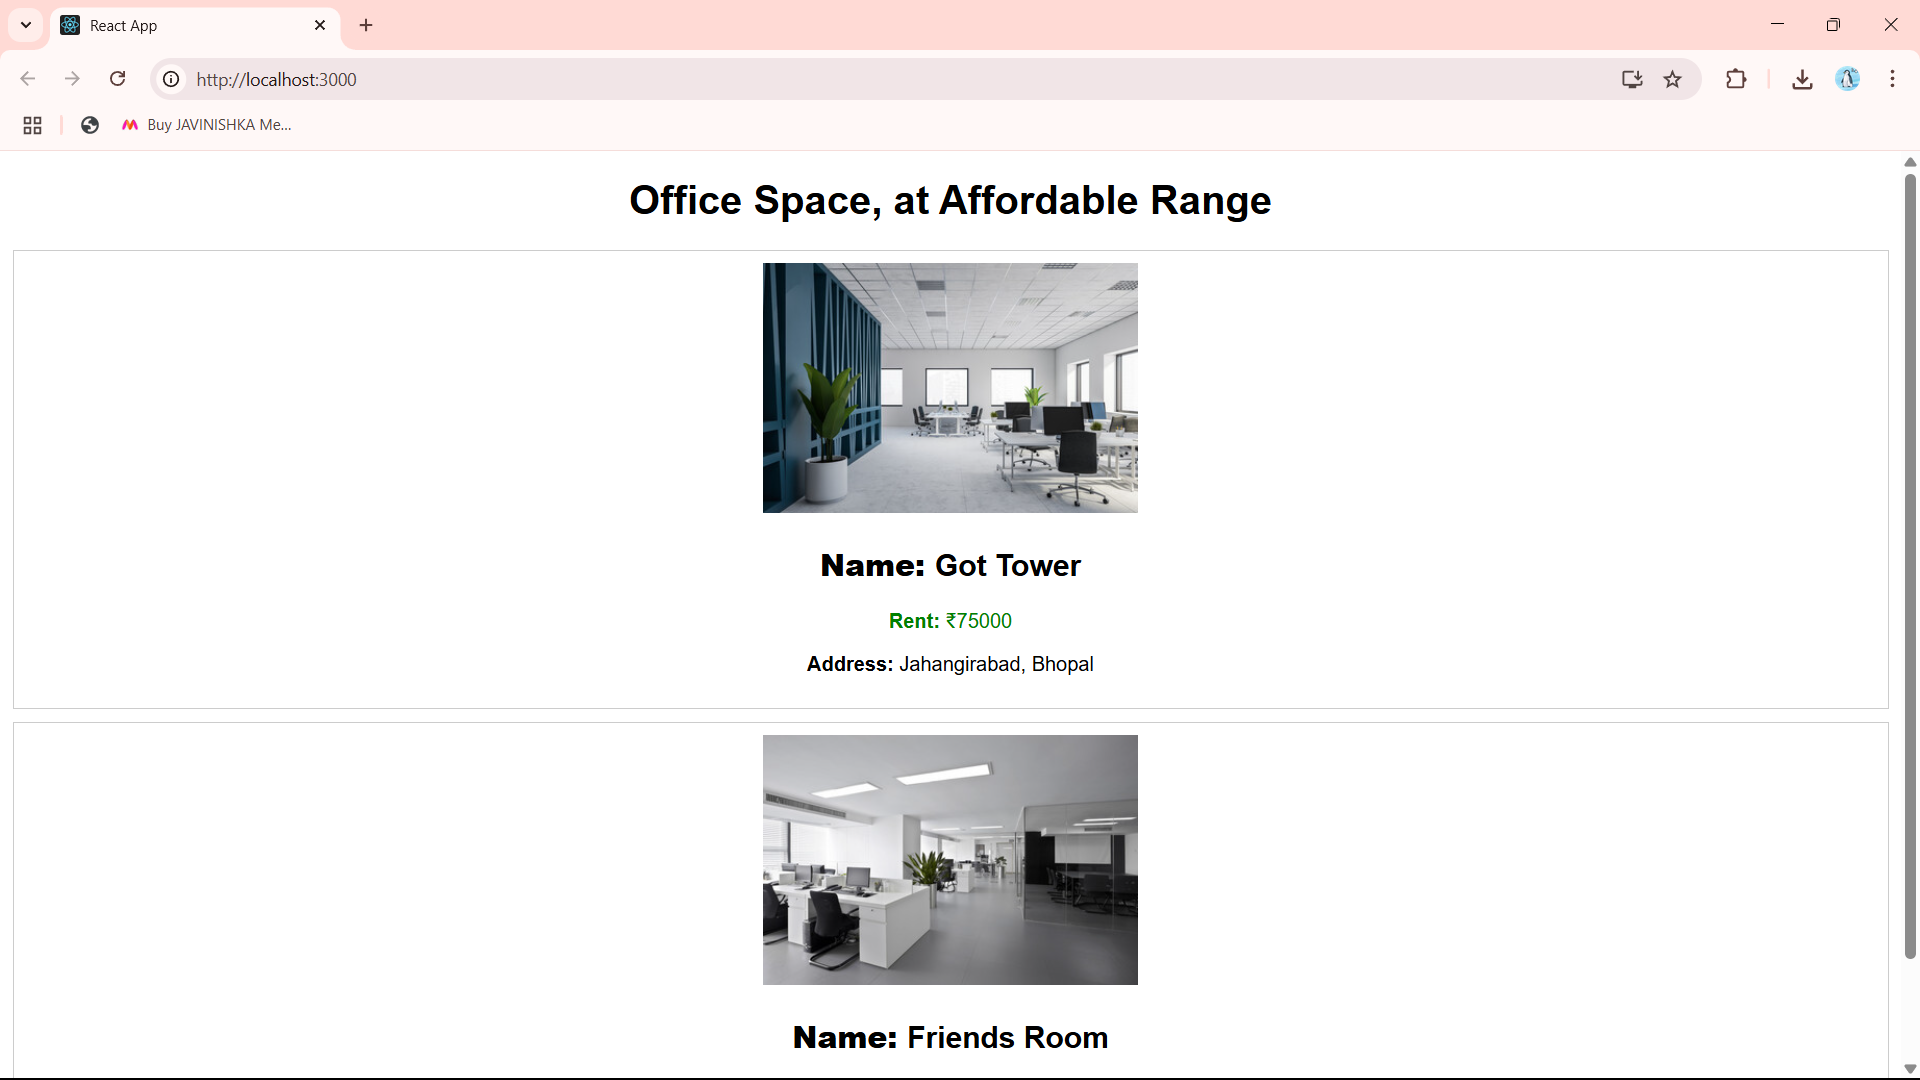 React App
http://localhost:3000
Buy JAVINISHKA Me...
Office Space, at Affordable Range
Name: Got Tower
Rent: ₹75000
Address: Jahangirabad, Bhopal
Name: Friends Room